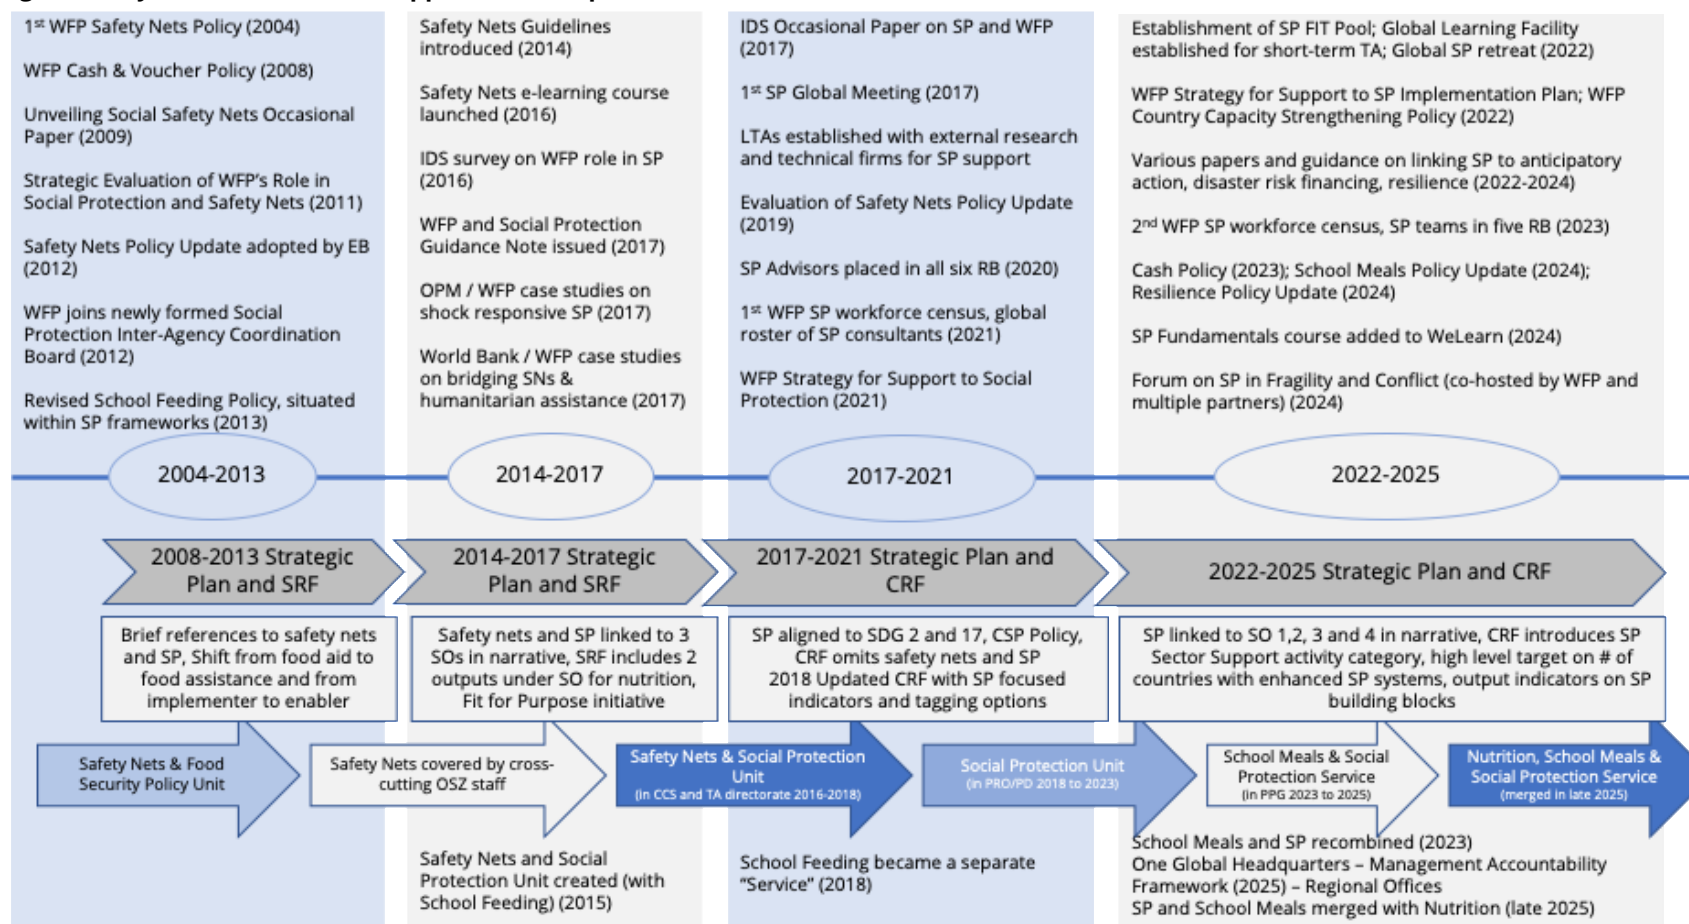 1st WFP Safety Nets Policy (2004)
WFP Cash & Voucher Policy (2008)
Unveiling Social Safety Nets Occasional
Paper (2009)
Strategic Evaluation of WFP's Role in
Social Protection and Safety Nets (2011)
Safety Nets Policy Update adopted by EB
(2012)
WFP joins newly formed Social
Protection Inter-Agency Coordination
Board (2012)
Revised School Feeding Policy, situated
within SP frameworks (2013)
Safety Nets Guidelines
introduced (2014)
Safety Nets e-learning course
launched (2016)
IDS survey on WFP role in SP
(2016)
WFP and Social Protection
Guidance Note issued (2017)
OPM / WFP case studies on
shock responsive SP (2017)
World Bank / WFP case studies
on bridging SNs &
humanitarian assistance (2017)
IDS Occasional Paper on SP and WFP
(2017)
1st SP Global Meeting (2017)
LTAs established with external research
and technical firms for SP support
Evaluation of Safety Nets Policy Update
(2019)
SP Advisors placed in all six RB (2020)
1st WFP SP workforce census, global
roster of SP consultants (2021)
WFP Strategy for Support to Social
Protection (2021)
Establishment of SP FIT Pool; Global Learning Facility
established for short-term TA; Global SP retreat (2022)
WFP Strategy for Support to SP Implementation Plan; WFP
Country Capacity Strengthening Policy (2022)
Various papers and guidance on linking SP to anticipatory
action, disaster risk financing, resilience (2022-2024)
2nd WFP SP workforce census, SP teams in five RB (2023)
Cash Policy (2023); School Meals Policy Update (2024);
Resilience Policy Update (2024)
SP Fundamentals course added to WeLearn (2024)
Forum on SP in Fragility and Conflict (co-hosted by WFP and
multiple partners) (2024)
2004-2013
2014-2017
2017-2021
2022-2025
2008-2013 Strategic
Plan and SRF
2014-2017 Strategic
Plan and SRF
2017-2021 Strategic Plan and
CRF
2022-2025 Strategic Plan and CRF
Brief references to safety nets
and SP, Shift from food aid to
food assistance and from
implementer to enabler
Safety nets and SP linked to 3
SOs in narrative, SRF includes 2
outputs under SO for nutrition,
Fit for Purpose initiative
SP aligned to SDG 2 and 17, CSP Policy,
CRF omits safety nets and SP
2018 Updated CRF with SP focused
indicators and tagging options
SP linked to SO 1,2, 3 and 4 in narrative, CRF introduces SP
Sector Support activity category, high level target on # of
countries with enhanced SP systems, output indicators on SP
building blocks
Safety Nets & Food
Security Policy Unit
Safety Nets covered by cross-
cutting OSZ staff
Safety Nets & Social Protection
Unit
(in CCS and TA directorate 2016-2018)
Social Protection Unit
(in PRO/PD 2018 to 2023)
School Meals & Social
Protection Service
(in PPG 2023 to 2025)
Nutrition, School Meals &
Social Protection Service
(merged in late 2025)
Safety Nets and Social
Protection Unit created (with
School Feeding) (2015)
School Feeding became a separate
"Service" (2018)
School Meals and SP recombined (2023)
One Global Headquarters – Management Accountability
Framework (2025) – Regional Offices
SP and School Meals merged with Nutrition (late 2025)